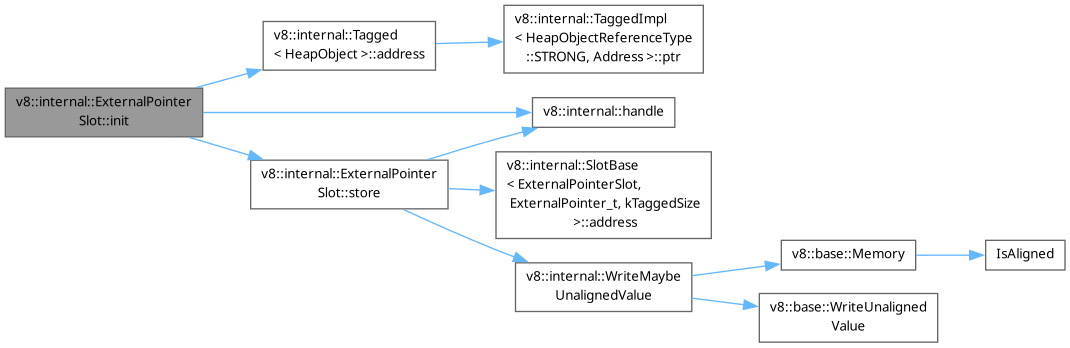 v8::internal::ExternalPointer
Slot::init
v8::internal::Tagged
< HeapObject >::address
v8::internal::TaggedImpl
< HeapObjectReferenceType
::STRONG, Address >::ptr
v8::internal::handle
v8::internal::ExternalPointer
Slot::store
v8::internal::SlotBase
< ExternalPointerSlot,
ExternalPointer_t, kTaggedSize
>::address
v8::internal::WriteMaybe
UnalignedValue
v8::base::Memory
IsAligned
v8::base::WriteUnaligned
Value